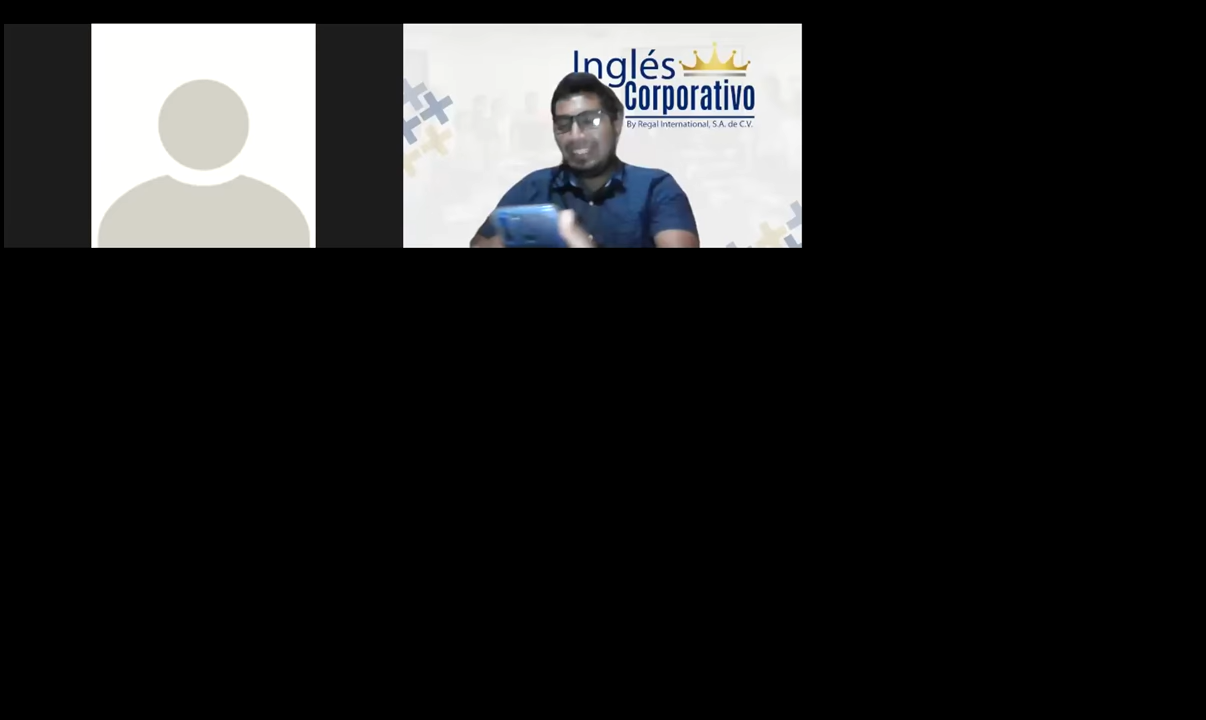 Inglés
Corporativo
By Regal International, S.A. de C.V.